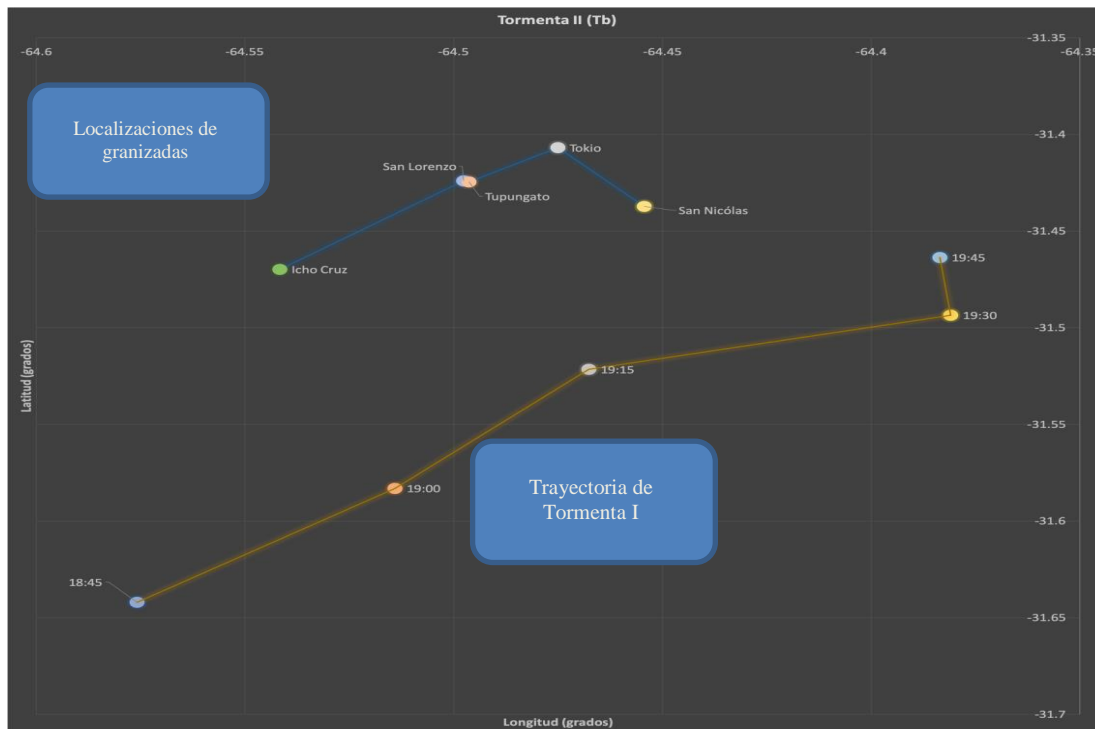 Tormenta II (Tb)
-64.6
-64.55
-64.5
-64.45
-64.4
-64.35
-31.35
Localizaciones de
granizadas
-31.4
Tokio
San Lorenzo
Tupungato
San Nicólas
-31.45
19:45
Icho Cruz
19:30
-31.5
Latitud (grados)
19:15
-31.55
Trayectoria de
Tormenta I
19:00
-31.6
18:45
-31.65
-31.7
Longitud (grados)